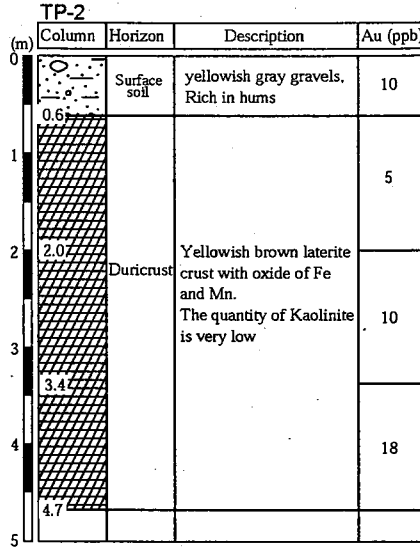 TP-2
(m) Column Horizon Description Au (ppb)
0
Surface soil
yellowish gray gravels,
Rich in hums
10
0.6
1
5
2
2.0
Duricrust
Yellowish brown laterite
crust with oxide of Fe
and Mn.
The quantity of Kaolinite
is very low
10
3
3.4
4
18
4.7
5